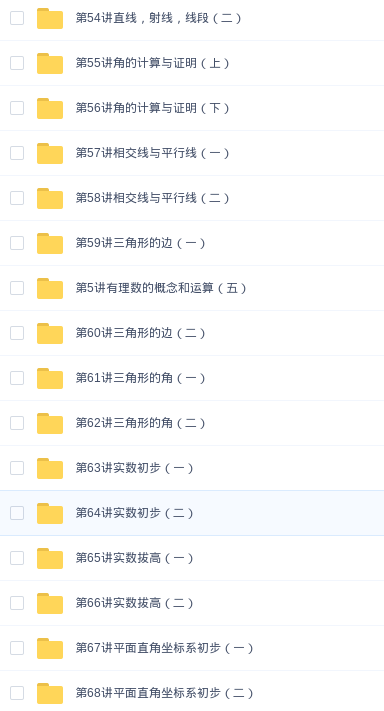 第54讲直线，射线，线段（二）
第55讲角的计算与证明（上）
第56讲角的计算与证明（下）
第57讲相交线与平行线（一）
第58讲相交线与平行线（二）
第59讲三角形的边（一）
第5讲有理数的概念和运算（五）
第60讲三角形的边（二）
第61讲三角形的角（一）
第62讲三角形的角（二）
第63讲实数初步（一）
第64讲实数初步（二）
第65讲实数拔高（一）
第66讲实数拔高（二）
第67讲平面直角坐标系初步（一）
第68讲平面直角坐标系初步（二）